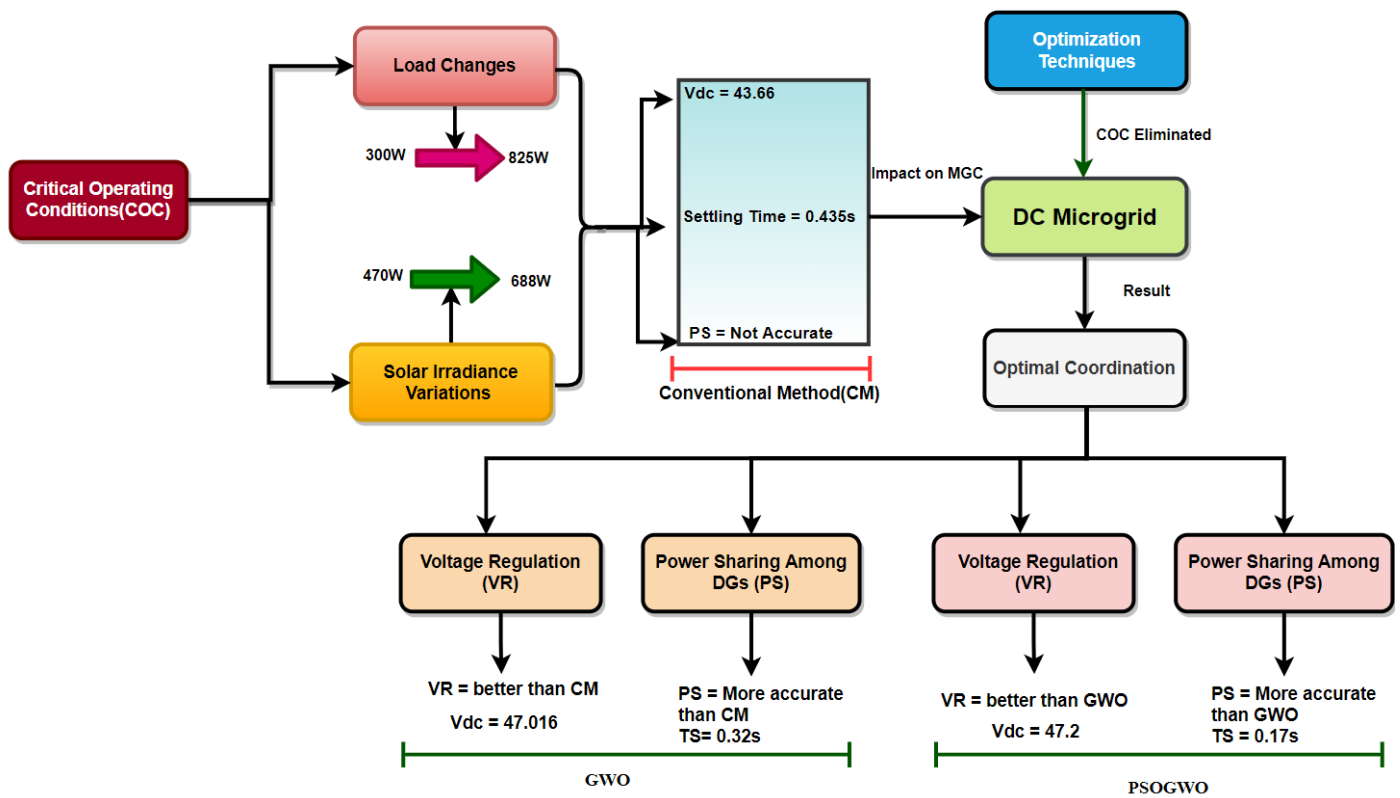 Critical Operating
Conditions(COC)
Load Changes
300W
825W
470W
688W
Solar Irradiance
Variations
Vdc = 43.66
Settling Time = 0.435s
PS = Not Accurate
Conventional Method(CM)
Impact on MGC
Optimization
Techniques
COC Eliminated
DC Microgrid
Result
Optimal Coordination
Voltage Regulation
(VR)
VR = better than CM
Vdc = 47.016
Power Sharing Among
DGs (PS)
PS = More accurate
than CM
TS= 0.32s
GWO
Voltage Regulation
(VR)
VR = better than GWO
Vdc = 47.2
Power Sharing Among
DGs (PS)
PS = More accurate
than GWO
TS = 0.17s
PSOGWO